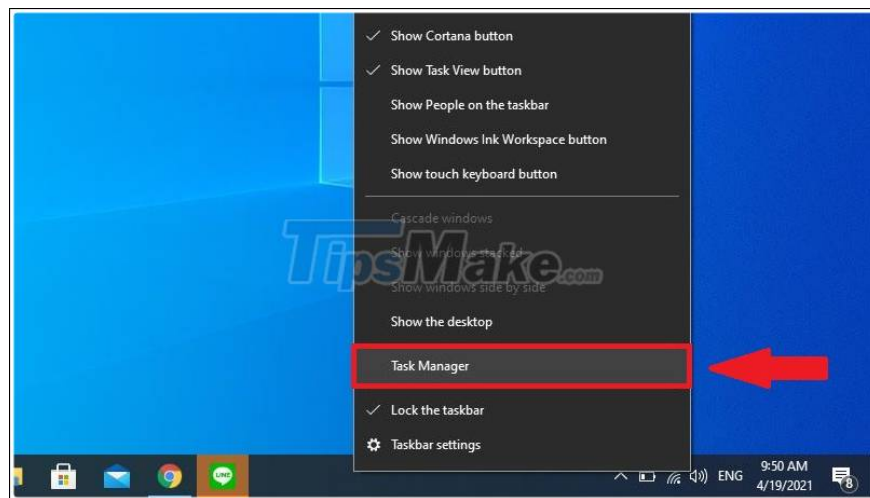 Show Cortana button
Show Task View button
Show People on the taskbar
Show Windows Ink Workspace button
Show touch keyboard button
Cascade windows
Show windows stacked
TipsMake.com
Show windows side by side
Show the desktop
Task Manager
Lock the taskbar
Taskbar settings
LINE
ENG
9:50 AM
4/19/2021
8